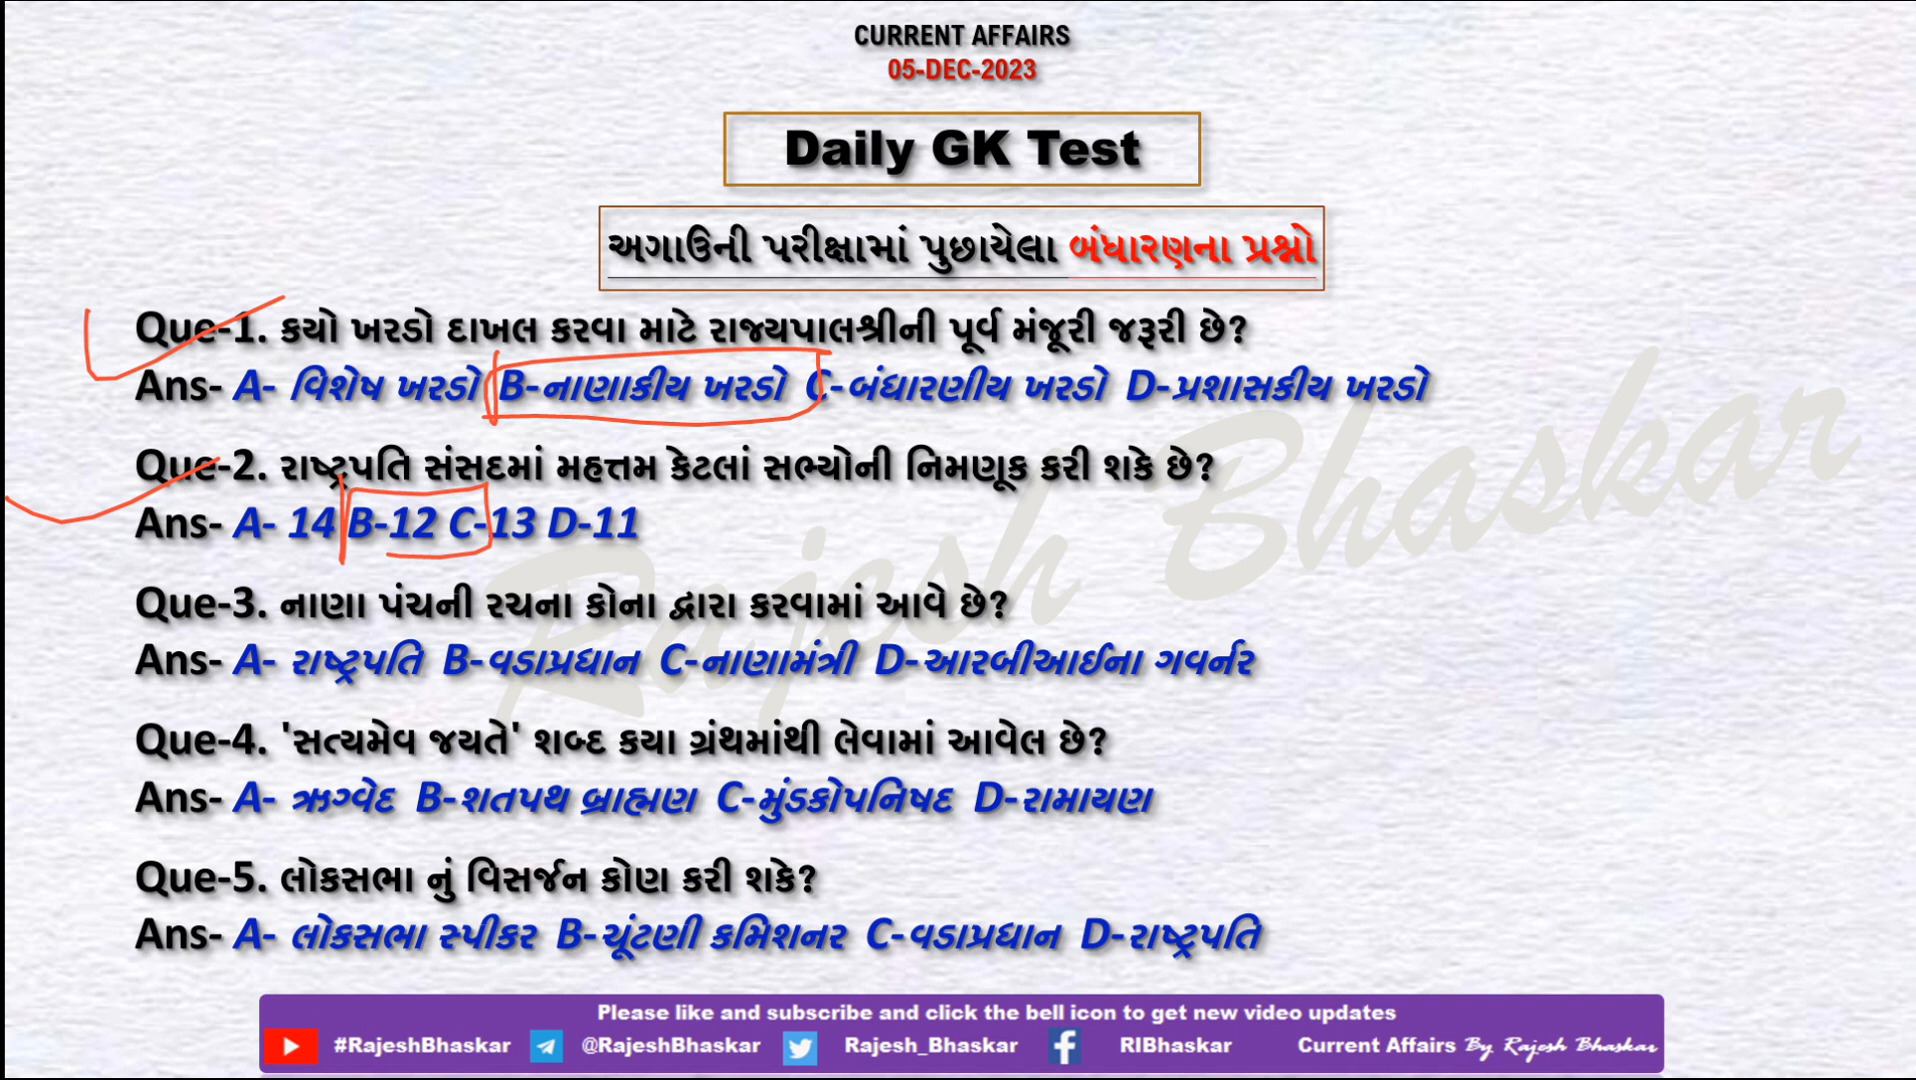 CURRENT AFFAIRS
05-DEC-2023
Daily GK Test
અગાઉની પરીક્ષામાં પુછાયેલા બંધારણના પ્રશ્નો
Que-1. કયો ખરડો દાખલ કરવા માટે રાજ્યપાલશ્રીની પૂર્વ મંજૂરી જરૂરી છે?
Ans- A- વિશેષ ખરડો B-નાણાકીય ખરડો C-બંધારણીય ખરડો D-પ્રશાસકીય ખરડો
Que-2. રાષ્ટ્રપતિ સંસદમાં મહત્તમ કેટલાં સભ્યોની નિમણૂક કરી શકે છે?
Ans- A- 14 B-12 C-13 D-11
Que-3. નાણા પંચની રચના કોના દ્વારા કરવામાં આવે છે?
Ans- A- રાષ્ટ્રપતિ B-વડાપ્રધાન C-નાણામંત્રી D-આરબીઆઈના ગવર્નર
Que-4. 'સત્યમેવ જયતે' શબ્દ કયા ગ્રંથમાંથી લેવામાં આવેલ છે?
Ans- A- ઋગ્વેદ B-શતપથ બ્રાહ્મણ C-મુંડકોપનિષદ D-રામાયણ
Que-5. લોકસભા નું વિસર્જન કોણ કરી શકે?
Ans- A- લોકસભા સ્પીકર B-ચૂંટણી કમિશનર C-વડાપ્રધાન D-રાષ્ટ્રપતિ
Rajesh Bhaskar
Please like and subscribe and click the bell icon to get new video updates
#RajeshBhaskar @RajeshBhaskar Rajesh_Bhaskar RIBhaskar Current Affairs By Rajesh Bhaskar